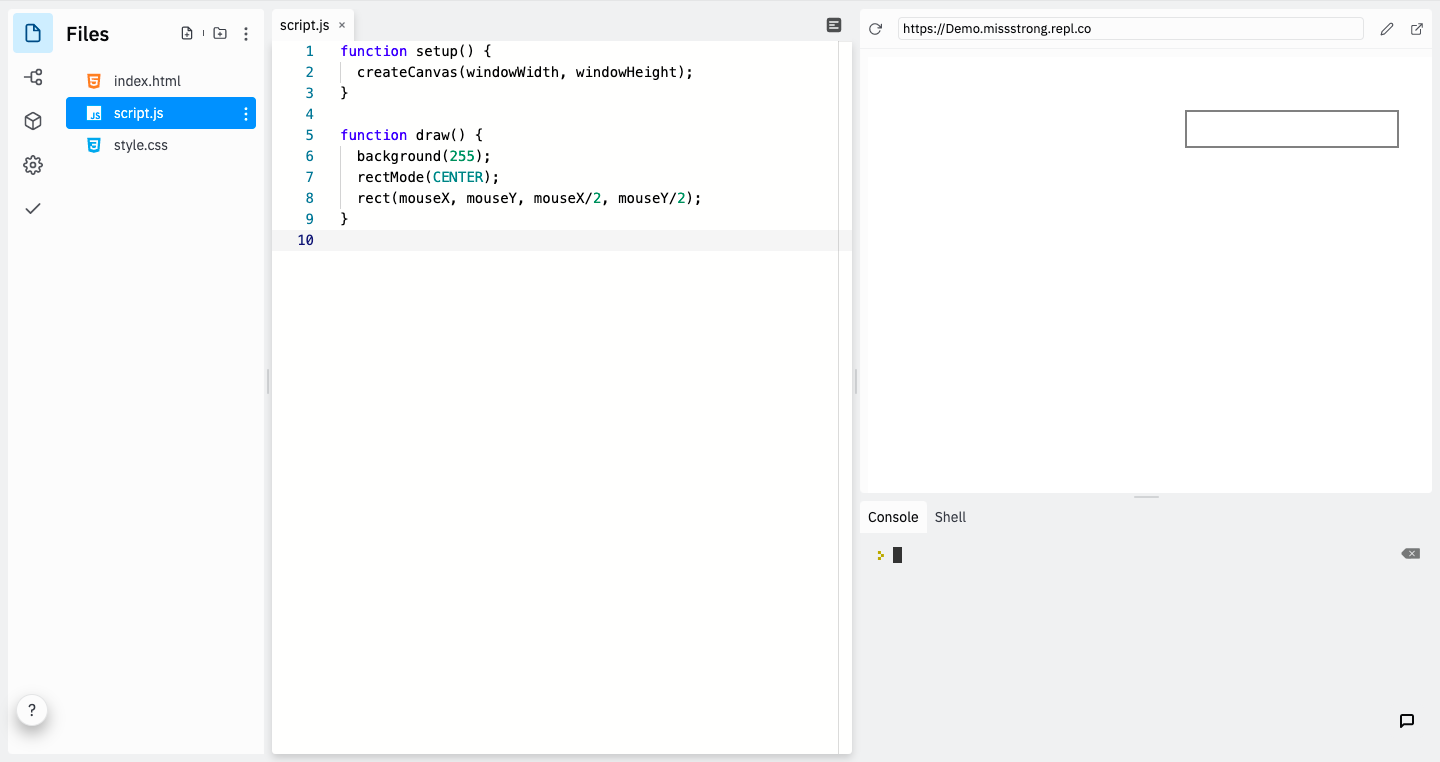 Files
index.html
script.js
style.css
?
script.js ×
1 function setup() {
2   createCanvas(windowWidth, windowHeight);
3 }
4
5 function draw() {
6   background(255);
7   rectMode(CENTER);
8   rect(mouseX, mouseY, mouseX/2, mouseY/2);
9 }
10
https://Demo.missstrong.repl.co
Console Shell